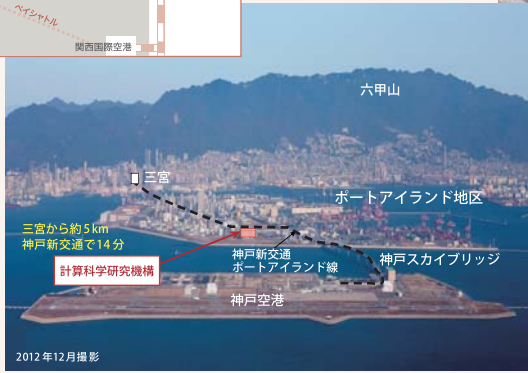 ベイシャトル
関西国際空港
六甲山
三宮
ポートアイランド地区
三宮から約5km
神戸新交通で14分
神戸新交通
ポートアイランド線
神戸スカイブリッジ
計算科学研究機構
神戸空港
2012年12月撮影